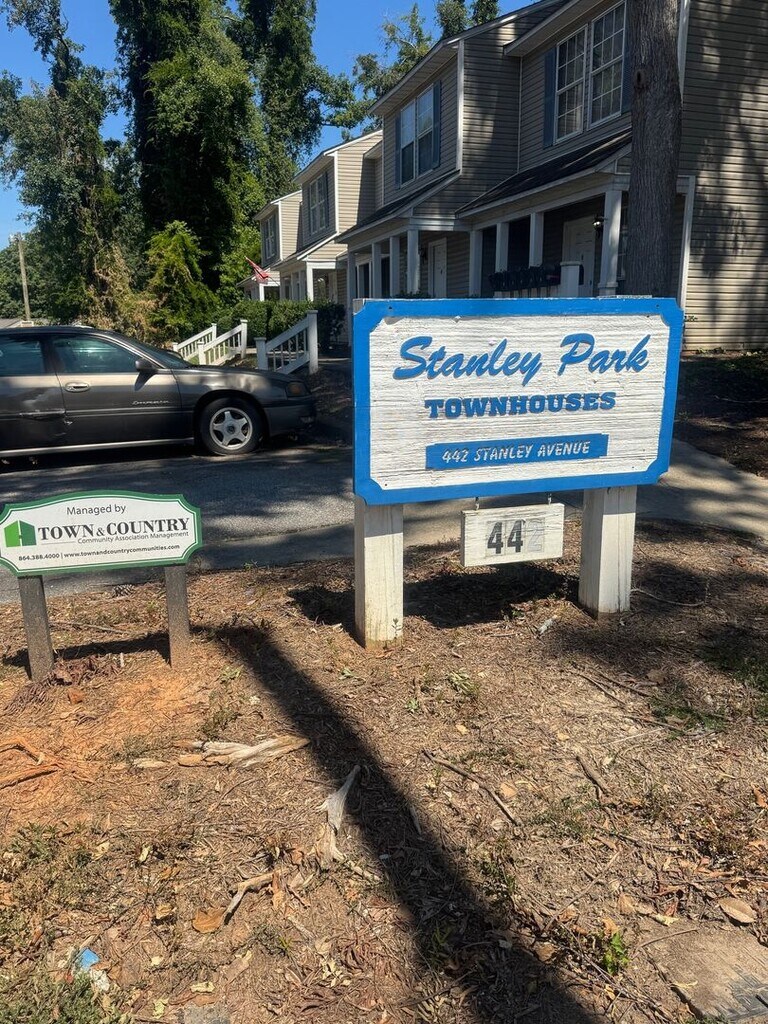 Stanley Park
TOWNHOUSES
442 STANLEY AVENUE
442
Managed by
TOWN & COUNTRY
Community Association Management
864.388.4000 | www.townandcountrycommunities.com